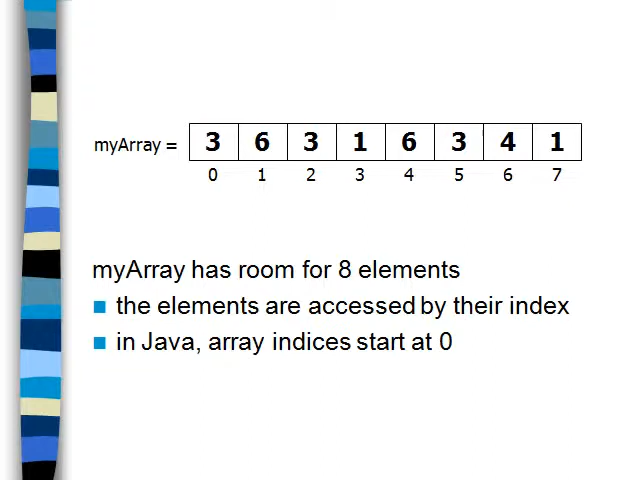 myArray = 3 6 3 1 6 3 4 1
0 1 2 3 4 5 6 7
myArray has room for 8 elements
■ the elements are accessed by their index
■ in Java, array indices start at 0